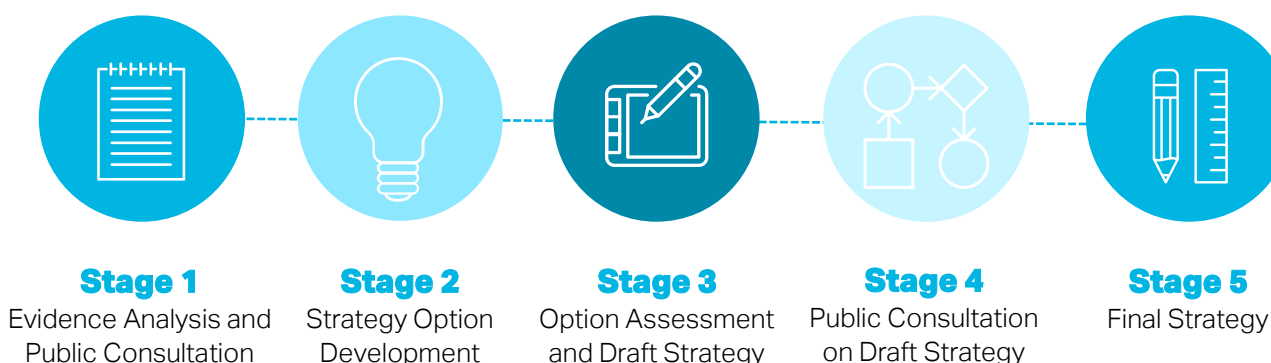 Stage 1
Evidence Analysis and
Public Consultation
Stage 2
Strategy Option
Development
Stage 3
Option Assessment
and Draft Strategy
Stage 4
Public Consultation
on Draft Strategy
Stage 5
Final Strategy